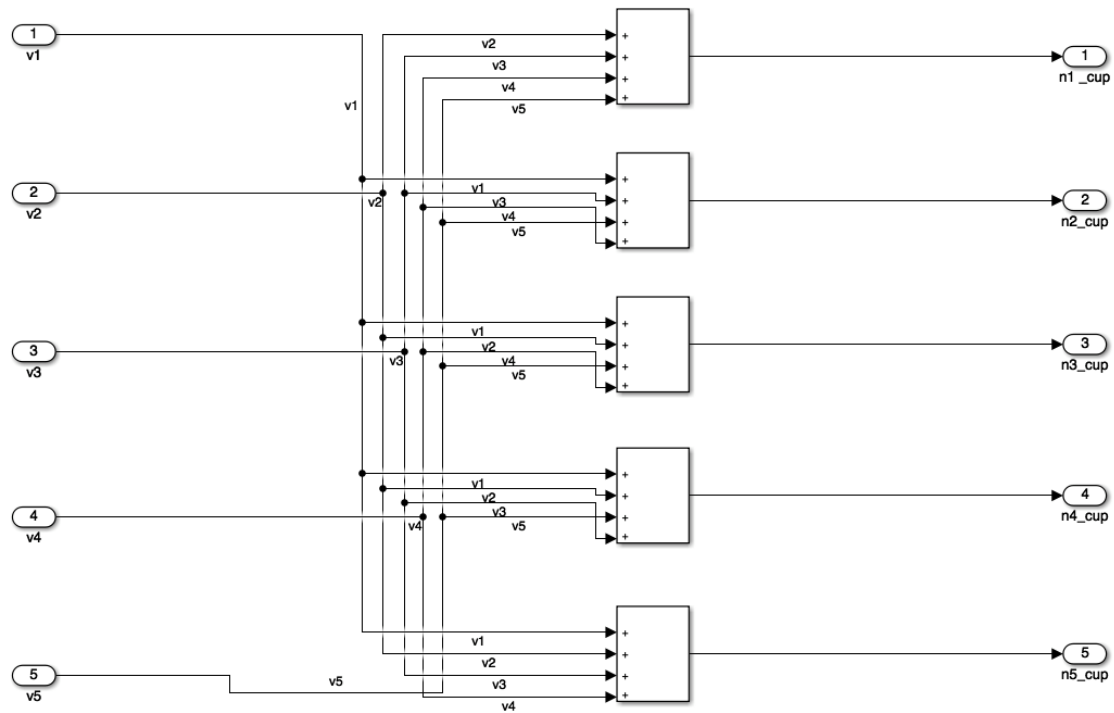 1
v1
v2
v3
v4
v5
+
+
+
+
1
n1 _cup
v1
2
v2
v2
v1
v3
v4
v5
+
+
+
+
2
n2_cup
3
v3
v3
v1
v2
v4
v5
+
+
+
+
3
n3_cup
4
v4
v4
v1
v2
v3
v5
+
+
+
+
4
n4_cup
5
v5
v5
v1
v2
v3
v4
+
+
+
+
5
n5_cup